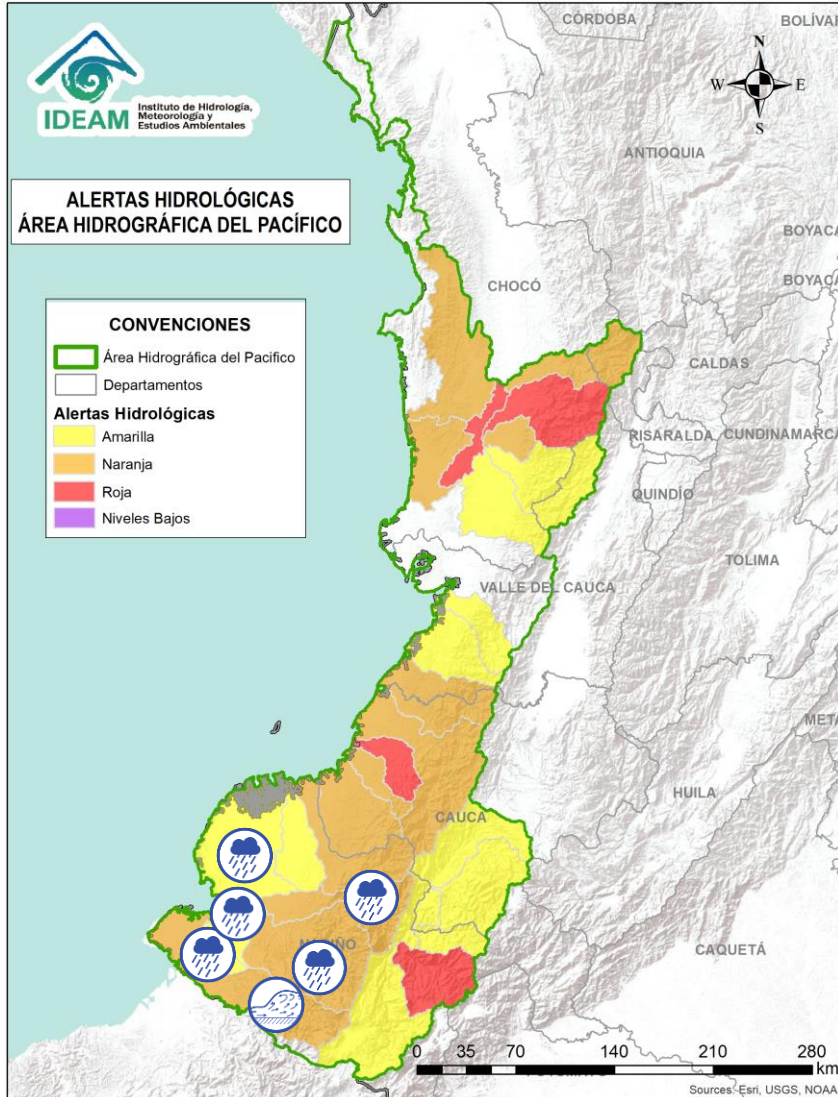 CÓRDOBA
BOLÍVAR
IDEAM
Instituto de Hidrología,
Meteorología y
Estudios Ambientales
N
W
E
S
ANTIOQUIA
ALERTAS HIDROLÓGICAS
ÁREA HIDROGRÁFICA DEL PACÍFICO
BOYACÁ
BOYACÁ
CHOCÓ
CONVENCIONES
Área Hidrográfica del Pacifico
Departamentos
Alertas Hidrológicas
Amarilla
Naranja
Roja
Niveles Bajos
CALDAS
RISARALDA
CUNDINAMARCA
QUINDÍO
TOLIMA
VALLE DEL CAUCA
META
HUILA
CAUCA
CAQUETÁ
0 35 70 140 210 280
km
Sources: Esri, USGS, NOAA